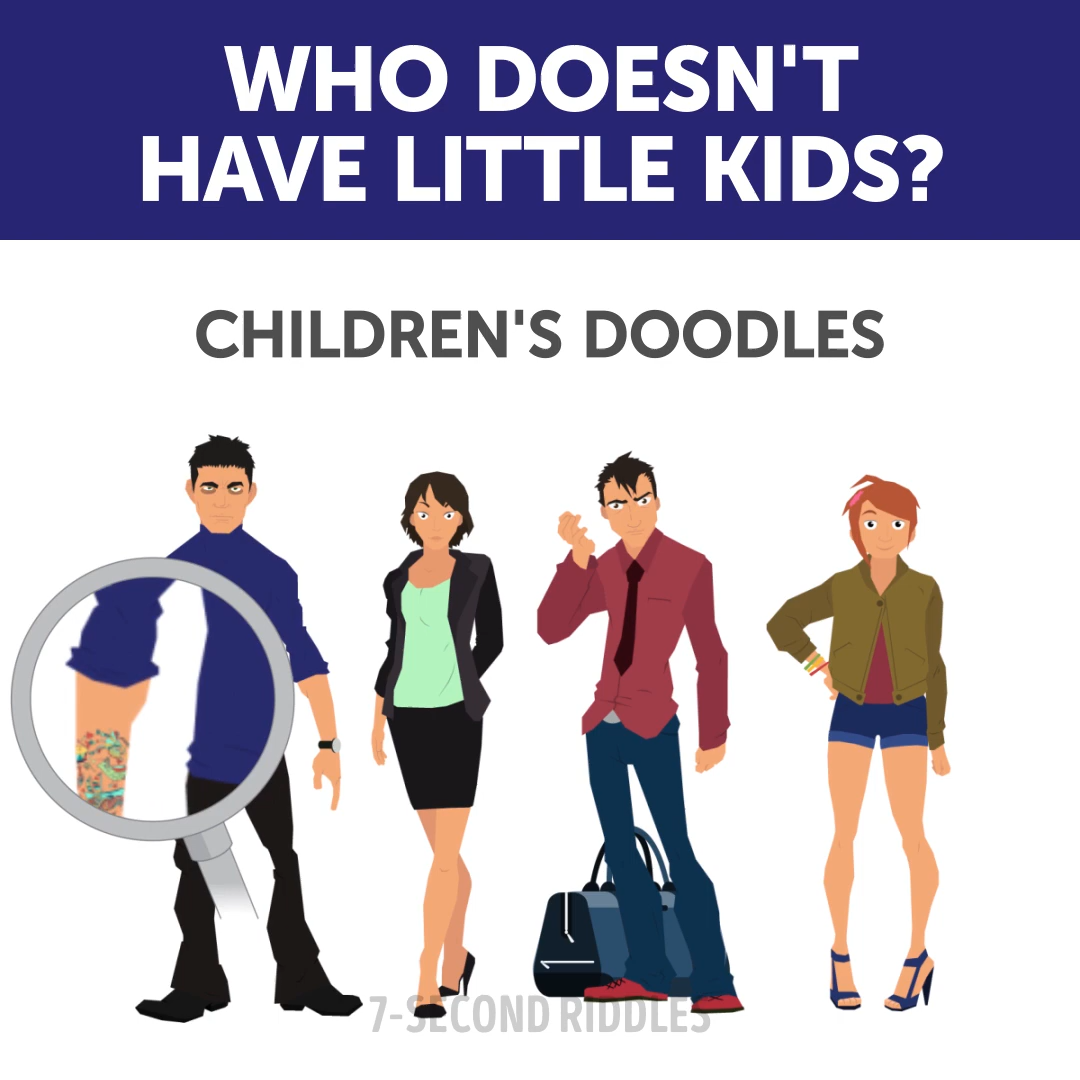 WHO DOESN'T
HAVE LITTLE KIDS?
CHILDREN'S DOODLES
7-SECOND RIDDLES